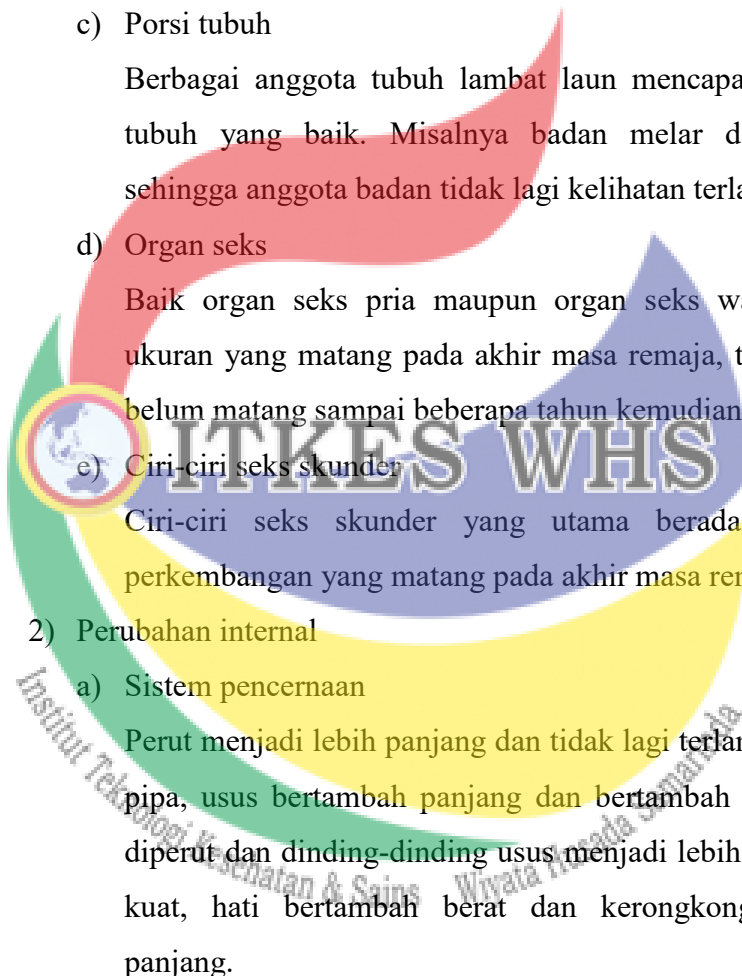 c) Porsi tubuh
Berbagai anggota tubuh lambat laun mencapa
tubuh yang baik. Misalnya badan melar d
sehingga anggota badan tidak lagi kelihatan terla
d) Organ seks
Baik organ seks pria maupun organ seks wa
ukuran yang matang pada akhir masa remaja, t
belum matang sampai beberapa tahun kemudian
ITKES WHS
e) Ciri-ciri seks skunder
Ciri-ciri seks skunder yang utama berada
perkembangan yang matang pada akhir masa rem
2) Perubahan internal
a) Sistem pencernaan
Perut menjadi lebih panjang dan tidak lagi terlam
pipa, usus bertambah panjang dan bertambah
diperut dan dinding-dinding usus menjadi lebih
kuat, hati bertambah berat dan kerongkong
panjang.
Institut Teknologi Kesehatan & Sains Wiyata Husada Samarinda